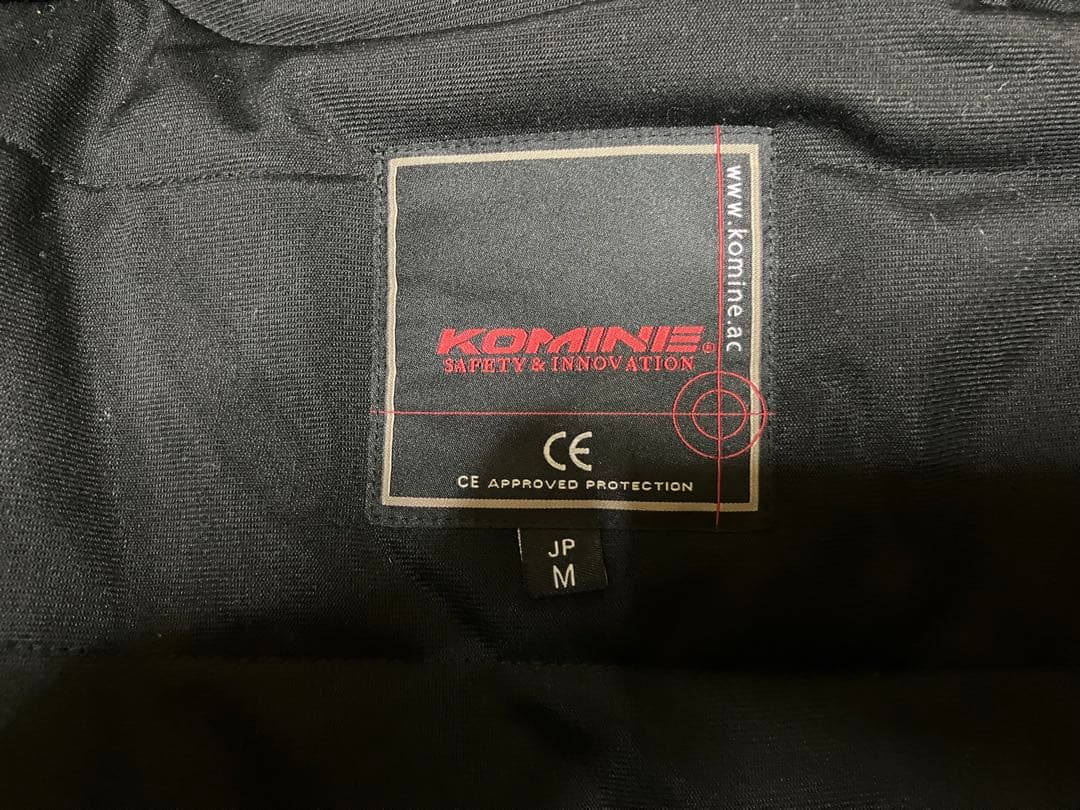 www.komine.ac
KOMINE®
SAFETY & INNOVATION
CE
CE APPROVED PROTECTION
JP
M